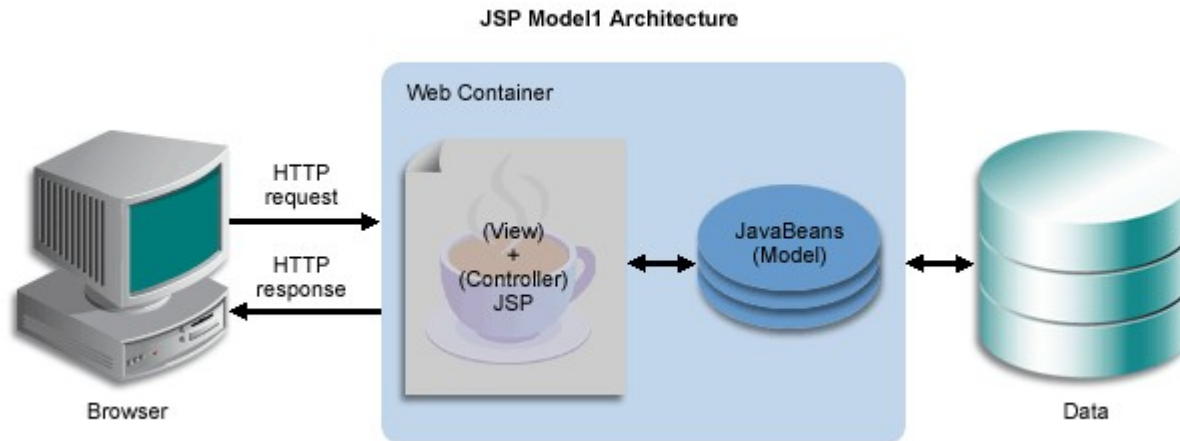 JSP Model1 Architecture
Web Container
HTTP
request
HTTP
response
(View)
+
(Controller)
JSP
JavaBeans
(Model)
Browser
Data